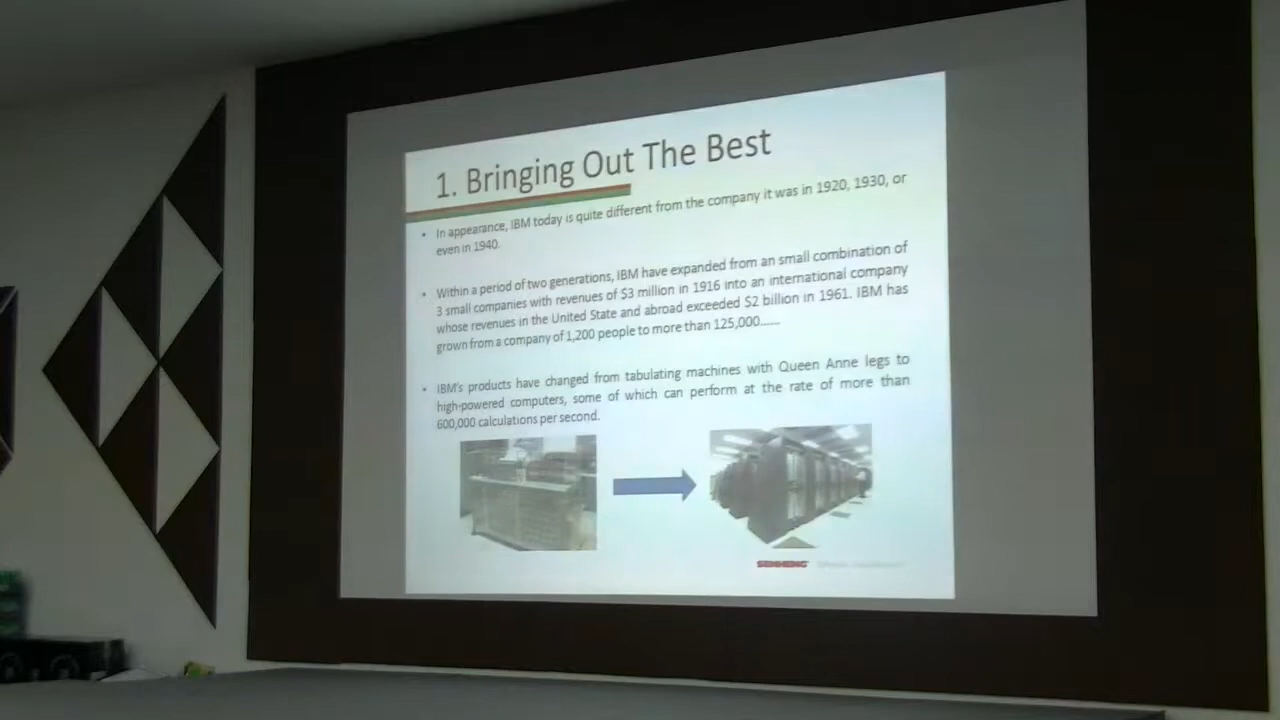 1. Bringing Out The Best
• In appearance, IBM today is quite different from the company it was in 1920, 1930, or
even in 1940.
• Within a period of two generations, IBM have expanded from an small combination of
3 small companies with revenues of $3 million in 1916 into an international company
whose revenues in the United State and abroad exceeded $2 billion in 1961. IBM has
grown from a company of 1,200 people to more than 125,000......
• IBM's products have changed from tabulating machines with Queen Anne legs to
high-powered computers, some of which can perform at the rate of more than
600,000 calculations per second.
SENHENG